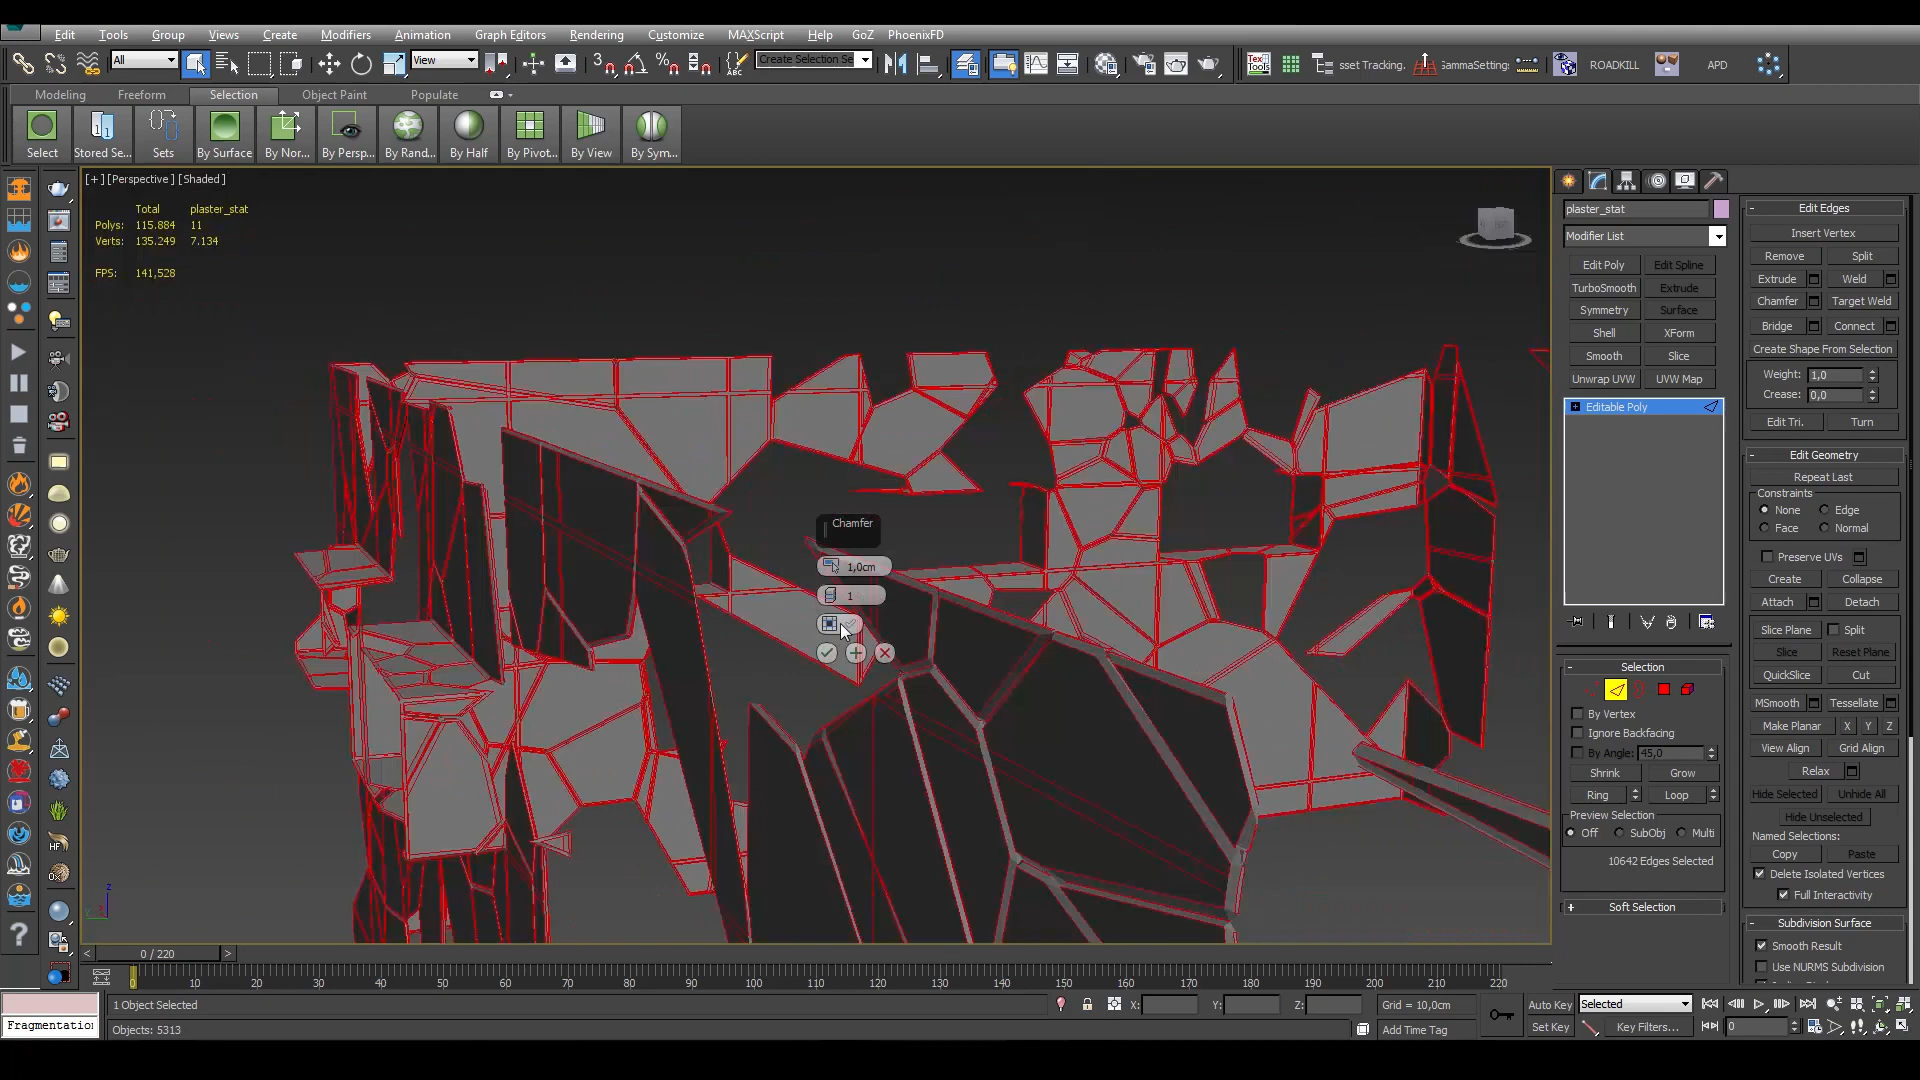 Edit Tools Group Views Create Modifiers Animation Graph Editors Rendering Customize MAXScript Help GoZ PhoenixFD
All View Create Selection Se sset Tracking. GammaSetting: ROADKILL APD
Modeling Freeform Selection Object Paint Populate
Select Stored Se... Sets By Surface By Nor... By Persp... By Rand... By Half By Pivot... By View By Sym...
[+] [Perspective] [Shaded]
Total plaster_stat
Polys: 115.884 11
Verts: 135.249 7.134
FPS: 141,528
Chamfer
1,0cm
1
plaster_stat
Modifier List
Edit Poly Edit Spline
TurboSmooth Extrude
Symmetry Surface
Shell XForm
Smooth Slice
Unwrap UVW UVW Map
Editable Poly
Selection
By Vertex
Ignore Backfacing
By Angle: 45,0
Shrink Grow
Ring Loop
Preview Selection
Off SubObj Multi
10642 Edges Selected
Soft Selection
Edit Edges
Insert Vertex
Remove Split
Extrude Weld
Chamfer Target Weld
Bridge Connect
Create Shape From Selection
Weight: 1,0
Crease: 0,0
Edit Tri. Turn
Edit Geometry
Repeat Last
Constraints
None Edge
Face Normal
Preserve UVs
Create Collapse
Attach Detach
Slice Plane Split
Slice Reset Plane
QuickSlice Cut
MSmooth Tessellate
Make Planar X Y Z
View Align Grid Align
Relax
Hide Selected Unhide All
Hide Unselected
Named Selections:
Copy Paste
Delete Isolated Vertices
Full Interactivity
Subdivision Surface
Smooth Result
Use NURMS Subdivision
< 0 / 220 >
0 10 20 30 40 50 60 70 80 90 100 110 120 130 140 150 160 170 180 190 200 210 220
1 Object Selected X: Y: Z: Grid = 10,0cm Auto Key Selected
Fragmentation Objects: 5313 Add Time Tag Set Key Key Filters... 0